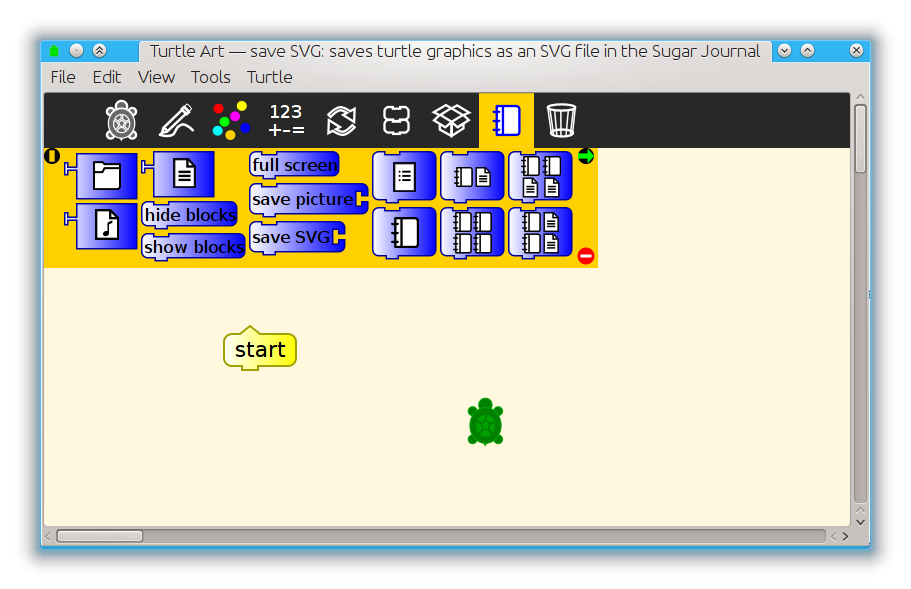 Turtle Art — save SVG: saves turtle graphics as an SVG file in the Sugar Journal
File Edit View Tools Turtle
123
+-=
full screen
save picture
hide blocks
save SVG
show blocks
start